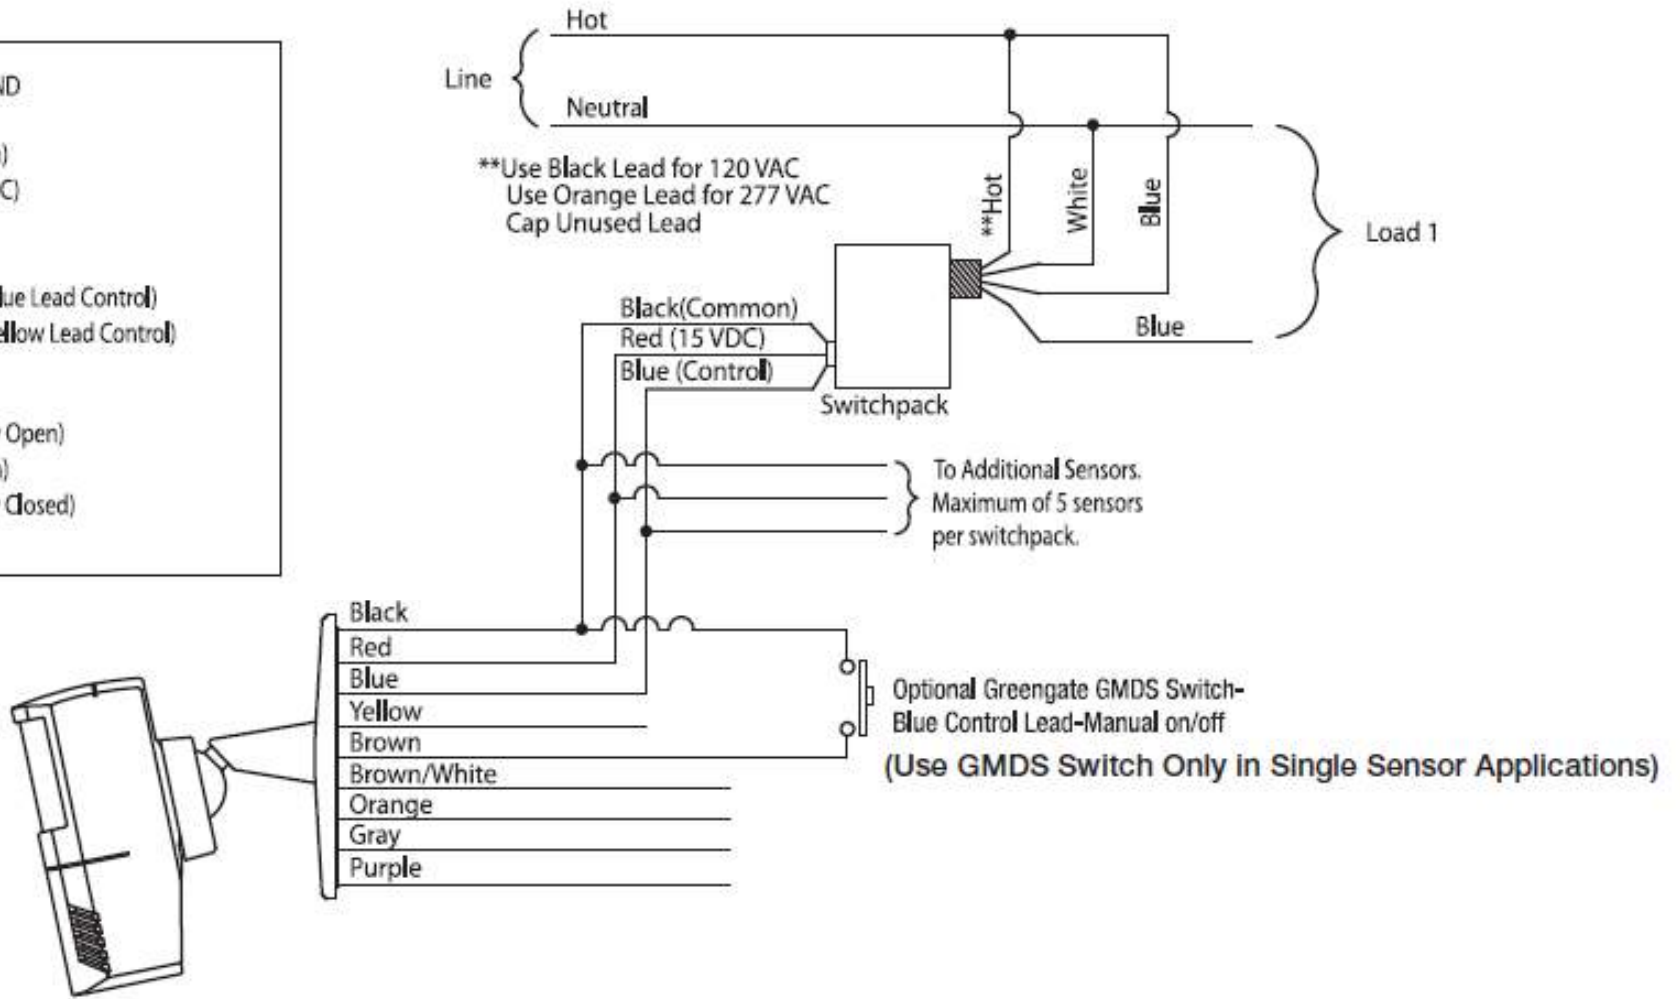 Hot
Line
Neutral
**Use Black Lead for 120 VAC
Use Orange Lead for 277 VAC
Cap Unused Lead
**Hot
White
Blue
Load 1
Blue
Black(Common)
Red (15 VDC)
Blue (Control)
Switchpack
To Additional Sensors.
Maximum of 5 sensors
per switchpack.
Lead Control)
Lead Control)
Open)
Closed)
Black
Red
Blue
Yellow
Brown
Brown/White
Orange
Gray
Purple
Optional Greengate GMDS Switch-
Blue Control Lead-Manual on/off
(Use GMDS Switch Only in Single Sensor Applications)